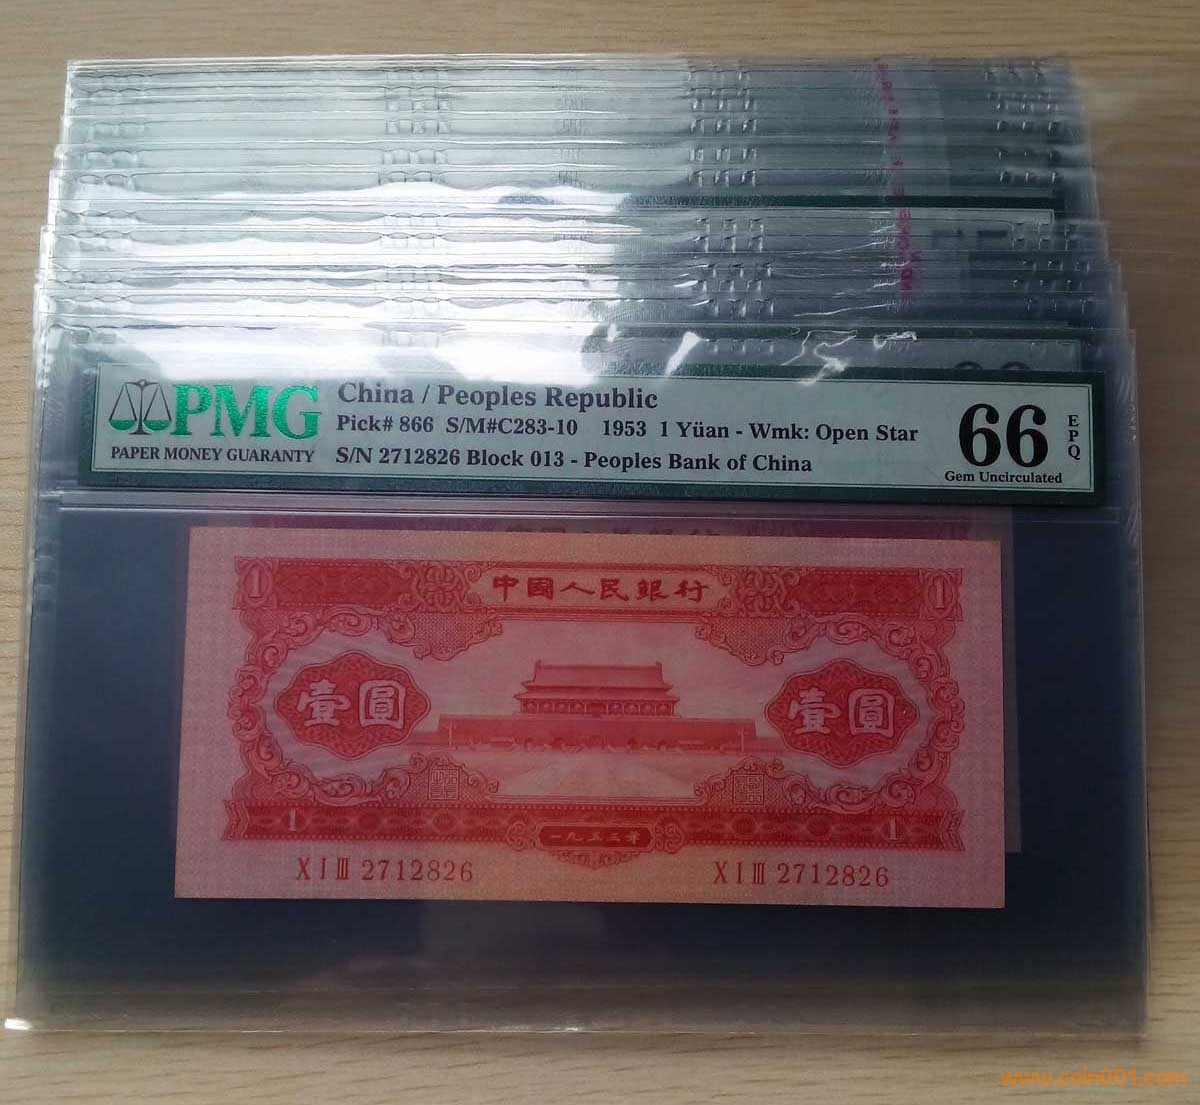 PMG
PAPER MONEY GUARANTY
China / Peoples Republic
Pick# 866 S/M#C283-10 1953 1 Yüan - Wmk: Open Star
S/N 2712826 Block 013 - Peoples Bank of China
66
EPQ
Gem Uncirculated
中國人民銀行
1 1
壹圓 壹圓
1 1
一九五三年
X I III 2712826 X I III 2712826
www.coin001.com